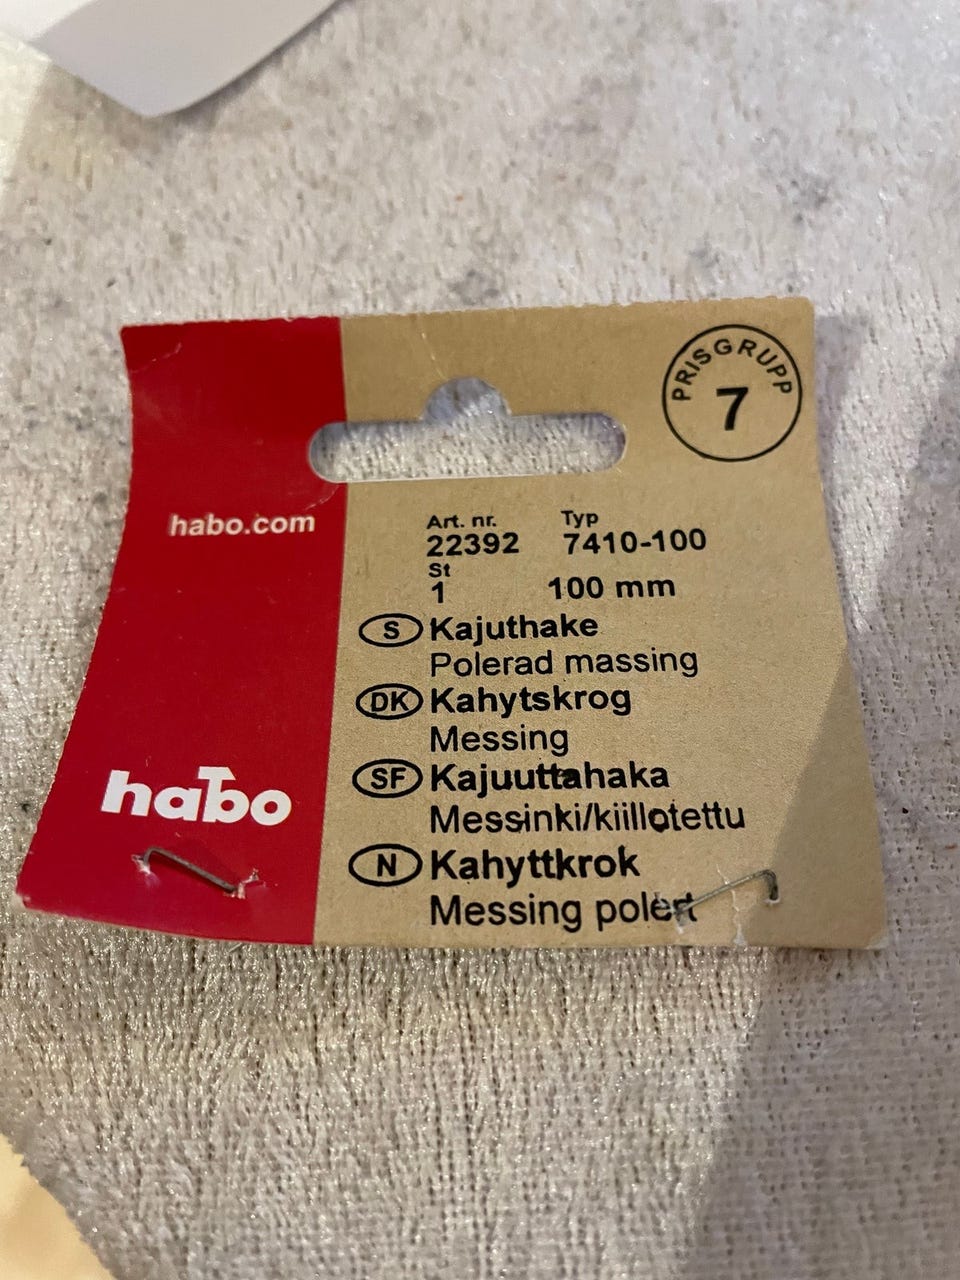 PRISGRUPP
7
habo.com
Art. nr. Typ
22392 7410-100
St
1 100 mm
S Kajuthake
Polerad massing
DK Kahytskrog
Messing
SF Kajuuttahaka
Messinki/kiillotettu
N Kahyttkrok
Messing polert
habo